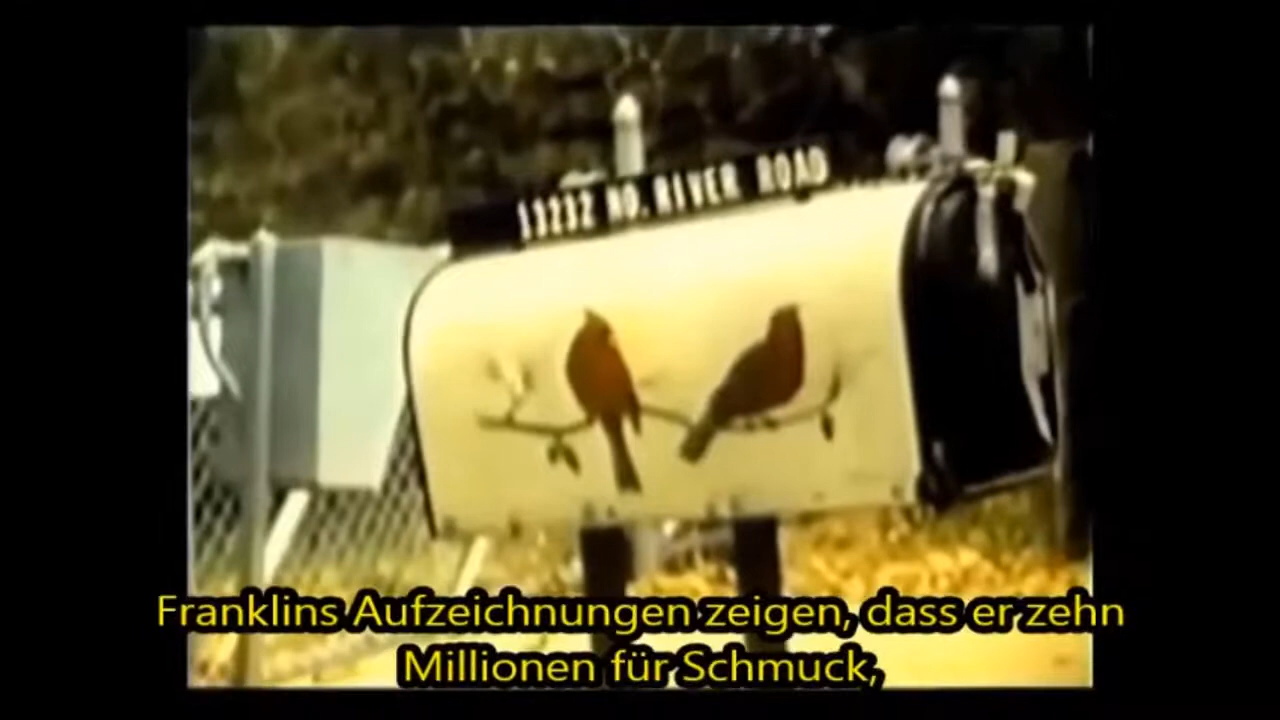 13232 NO. RIVER ROAD
Franklins Aufzeichnungen zeigen, dass er zehn
Millionen für Schmuck,